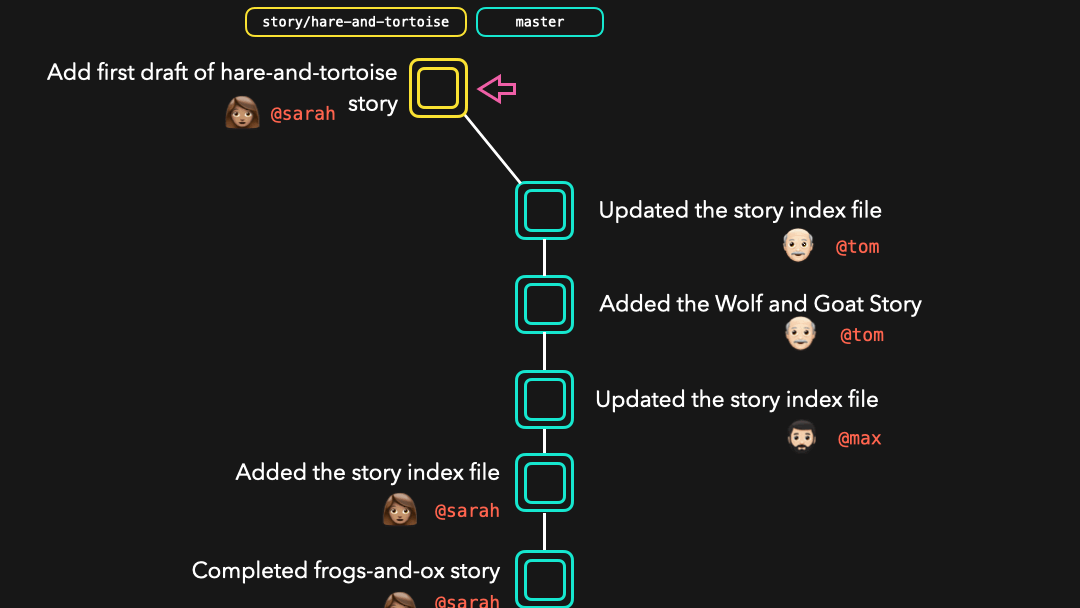 story/hare-and-tortoise
master
Add first draft of hare-and-tortoise
story
@sarah
Updated the story index file
@tom
Added the Wolf and Goat Story
@tom
Updated the story index file
@max
Added the story index file
@sarah
Completed frogs-and-ox story
@sarah